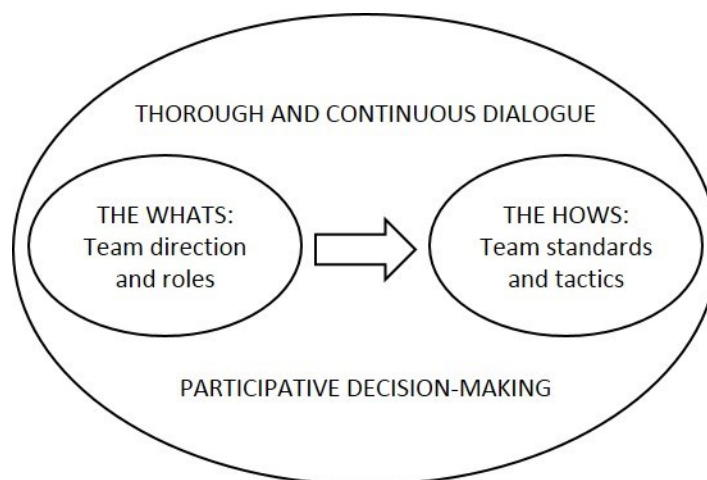 THOROUGH AND CONTINUOUS DIALOGUE
THE WHATS:
Team direction
and roles
THE HOWS:
Team standards
and tactics
PARTICIPATIVE DECISION-MAKING